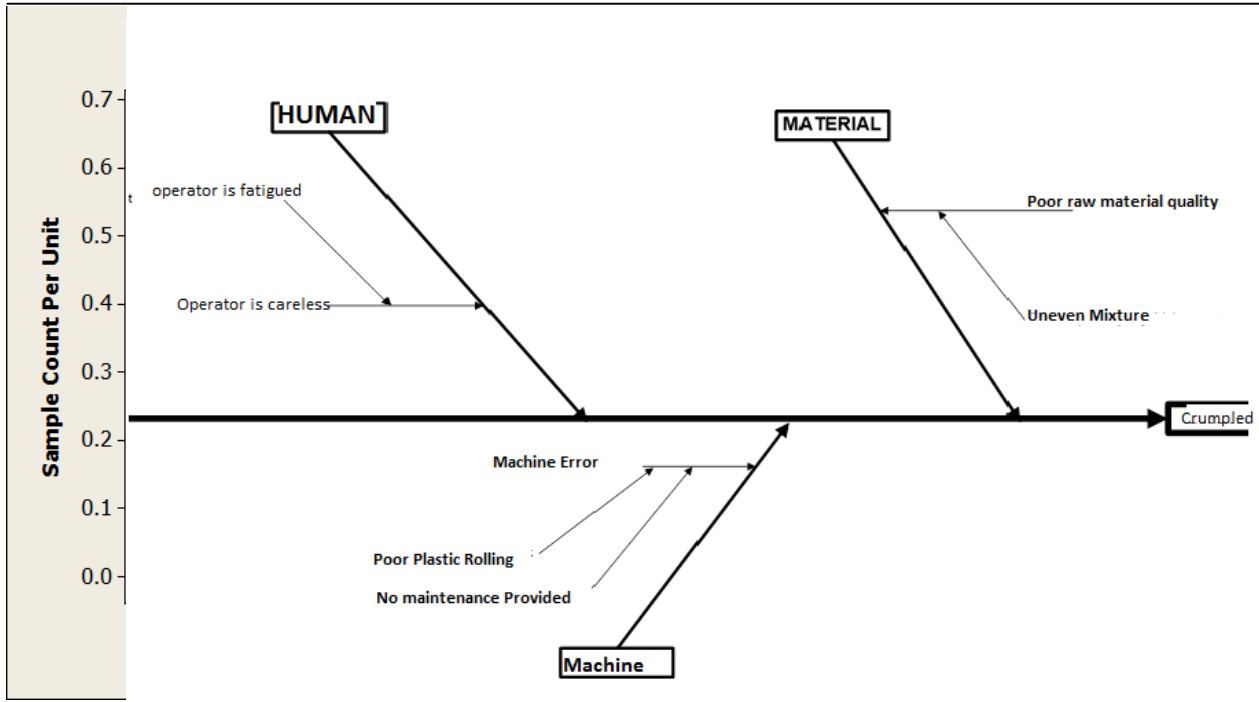 Sample Count Per Unit
0.7
0.6
0.5
0.4
0.3
0.2
0.1
0.0
HUMAN
MATERIAL
t
operator is fatigued
Poor raw material quality
Operator is careless
Uneven Mixture
Crumpled
Machine Error
Poor Plastic Rolling
No maintenance Provided
Machine